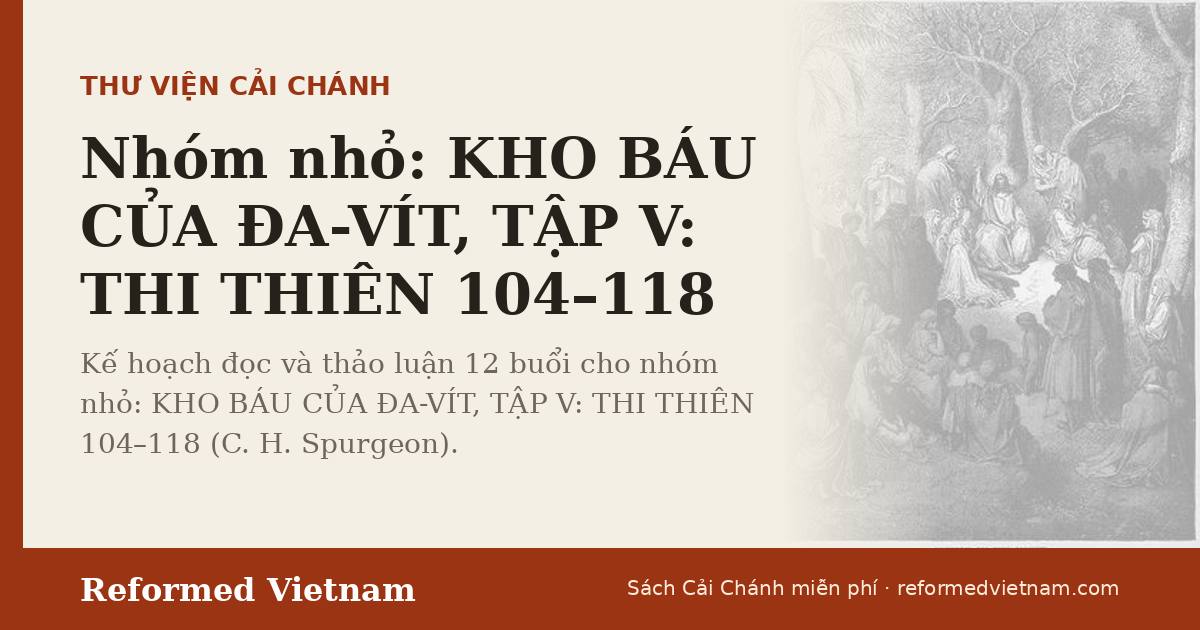 THƯ VIỆN CẢI CHÁNH
Nhóm nhỏ: KHO BÁU
CỦA ĐA-VÍT, TẬP V:
THI THIÊN 104–118
Kế hoạch đọc và thảo luận 12 buổi cho nhóm
nhỏ: KHO BÁU CỦA ĐA-VÍT, TẬP V: THI THIÊN
104–118 (C. H. Spurgeon).
Reformed Vietnam
Sách Cải Chánh miễn phí · reformedvietnam.com